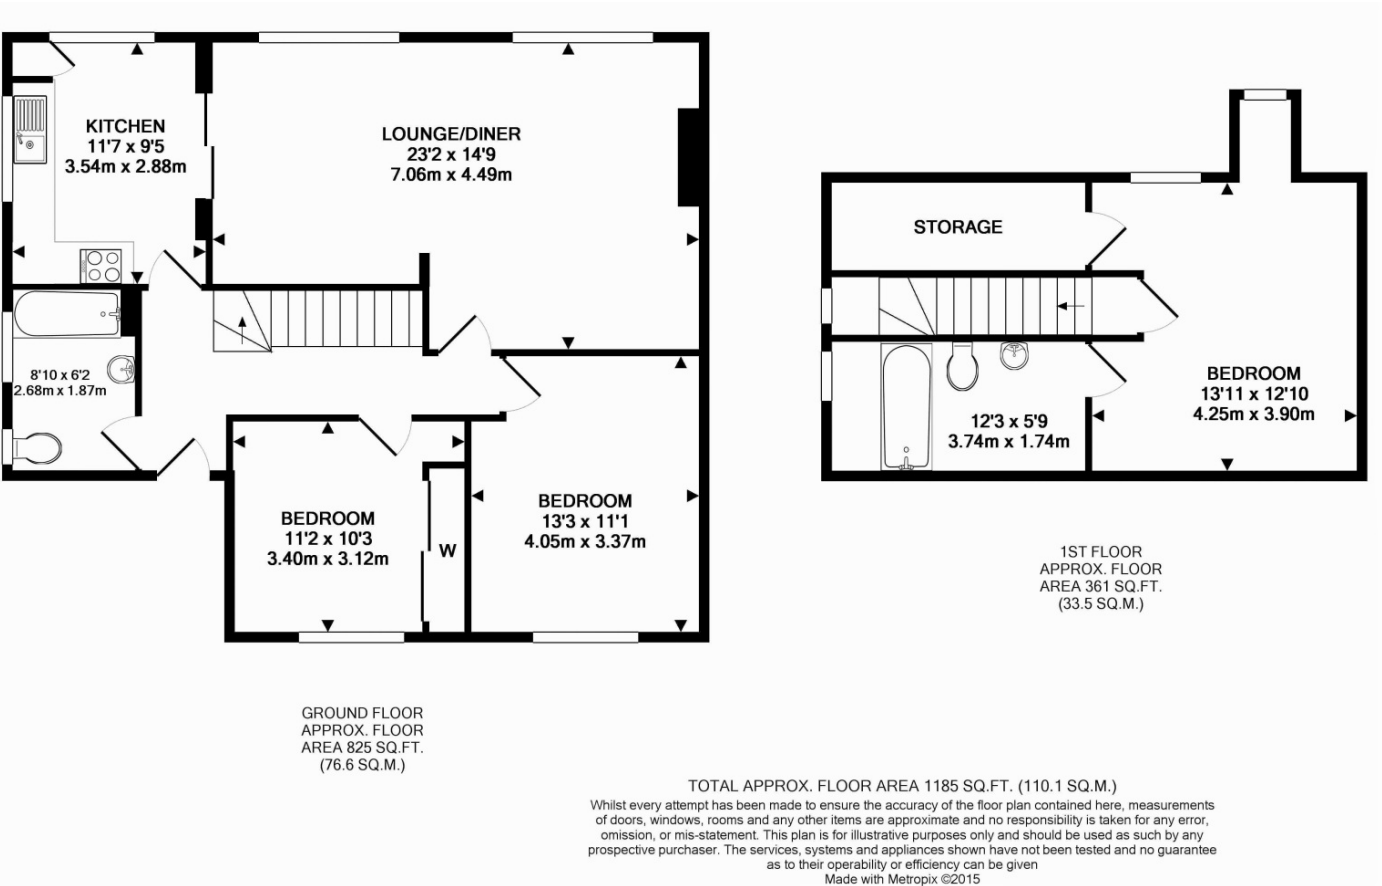 KITCHEN
11'7 x 9'5
3.54m x 2.88m
LOUNGE/DINER
23'2 x 14'9
7.06m x 4.49m
8'10 x 6'2
2.68m x 1.87m
BEDROOM
11'2 x 10'3
3.40m x 3.12m
W
BEDROOM
13'3 x 11'1
4.05m x 3.37m
GROUND FLOOR
APPROX. FLOOR
AREA 825 SQ.FT.
(76.6 SQ.M.)
STORAGE
BEDROOM
13'11 x 12'10
4.25m x 3.90m
12'3 x 5'9
3.74m x 1.74m
1ST FLOOR
APPROX. FLOOR
AREA 361 SQ.FT.
(33.5 SQ.M.)
TOTAL APPROX. FLOOR AREA 1185 SQ.FT. (110.1 SQ.M.)
Whilst every attempt has been made to ensure the accuracy of the floor plan contained here, measurements
of doors, windows, rooms and any other items are approximate and no responsibility is taken for any error,
omission, or mis-statement. This plan is for illustrative purposes only and should be used as such by any
prospective purchaser. The services, systems and appliances shown have not been tested and no guarantee
as to their operability or efficiency can be given
Made with Metropix ©2015